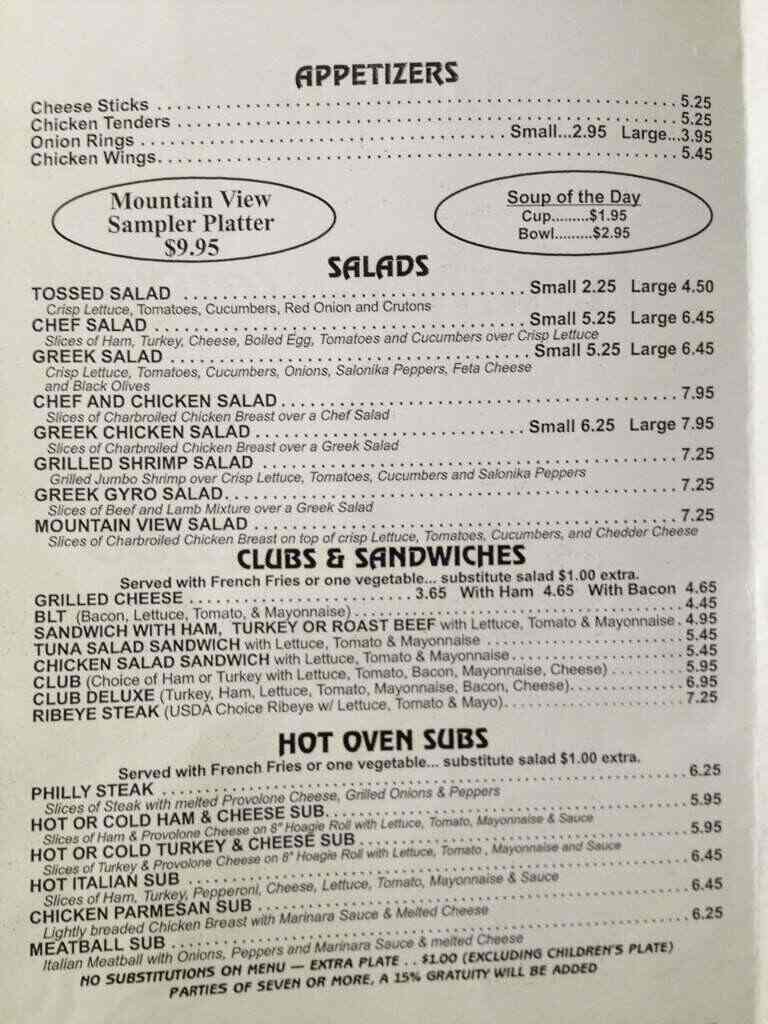 APPETIZERS
Cheese Sticks ........................................................ 5.25
Chicken Tenders ........................................................ 5.25
Onion Rings ........................................ Small...2.95 Large...3.95
Chicken Wings........................................................ 5.45
Mountain View
Sampler Platter
$9.95
Soup of the Day
Cup.........$1.95
Bowl.........$2.95
SALADS
TOSSED SALAD ........................................ Small 2.25 Large 4.50
Crisp Lettuce, Tomatoes, Cucumbers, Red Onion and Crutons
CHEF SALAD ........................................ Small 5.25 Large 6.45
Slices of Ham, Turkey, Cheese, Boiled Egg, Tomatoes and Cucumbers over Crisp Lettuce
GREEK SALAD ........................................ Small 5.25 Large 6.45
Crisp Lettuce, Tomatoes, Cucumbers, Onions, Salonika Peppers, Feta Cheese
and Black Olives
CHEF AND CHICKEN SALAD ........................................ 7.95
Slices of Charbroiled Chicken Breast over a Chef Salad
GREEK CHICKEN SALAD .............................. Small 6.25 Large 7.95
Slices of Charbroiled Chicken Breast over a Greek Salad
GRILLED SHRIMP SALAD ........................................ 7.25
Grilled Jumbo Shrimp over Crisp Lettuce, Tomatoes, Cucumbers and Salonika Peppers
GREEK GYRO SALAD........................................ 7.25
Slices of Beef and Lamb Mixture over a Greek Salad
MOUNTAIN VIEW SALAD ........................................ 7.25
Slices of Charbroiled Chicken Breast on top of crisp Lettuce, Tomatoes, Cucumbers, and Chedder Cheese
CLUBS & SANDWICHES
Served with French Fries or one vegetable... substitute salad $1.00 extra.
GRILLED CHEESE ......................... 3.65 With Ham 4.65 With Bacon 4.65
BLT (Bacon, Lettuce, Tomato, & Mayonnaise) ........................................ 4.45
SANDWICH WITH HAM, TURKEY OR ROAST BEEF with Lettuce, Tomato & Mayonnaise . 4.95
TUNA SALAD SANDWICH with Lettuce, Tomato & Mayonnaise .................... 5.45
CHICKEN SALAD SANDWICH with Lettuce, Tomato & Mayonnaise................ 5.45
CLUB (Choice of Ham or Turkey with Lettuce, Tomato, Bacon, Mayonnaise, Cheese) ....... 5.95
CLUB DELUXE (Turkey, Ham, Lettuce, Tomato, Mayonnaise, Bacon, Cheese)........... 6.95
RIBEYE STEAK (USDA Choice Ribeye w/ Lettuce, Tomato & Mayo).................. 7.25
HOT OVEN SUBS
Served with French Fries or one vegetable... substitute salad $1.00 extra.
PHILLY STEAK ........................................................ 6.25
Slices of Steak with melted Provolone Cheese, Grilled Onions & Peppers
HOT OR COLD HAM & CHEESE SUB........................................ 5.95
Slices of Ham & Provolone Cheese on 8" Hoagie Roll with Lettuce, Tomato, Mayonnaise & Sauce
HOT OR COLD TURKEY & CHEESE SUB ................................... 5.95
Slices of Turkey & Provolone Cheese on 8" Hoagie Roll with Lettuce, Tomato , Mayonnaise and Sauce
HOT ITALIAN SUB ................................................... 6.45
Slices of Ham, Turkey, Pepperoni, Cheese, Lettuce, Tomato, Mayonnaise & Sauce
CHICKEN PARMESAN SUB ............................................. 6.45
Lightly breaded Chicken Breast with Marinara Sauce & Melted Cheese
MEATBALL SUB ..................................................... 6.25
Italian Meatball with Onions, Peppers and Marinara Sauce & melted Cheese
NO SUBSTITUTIONS ON MENU — EXTRA PLATE . . $1.00 (EXCLUDING CHILDREN'S PLATE)
PARTIES OF SEVEN OR MORE, A 15% GRATUITY WILL BE ADDED